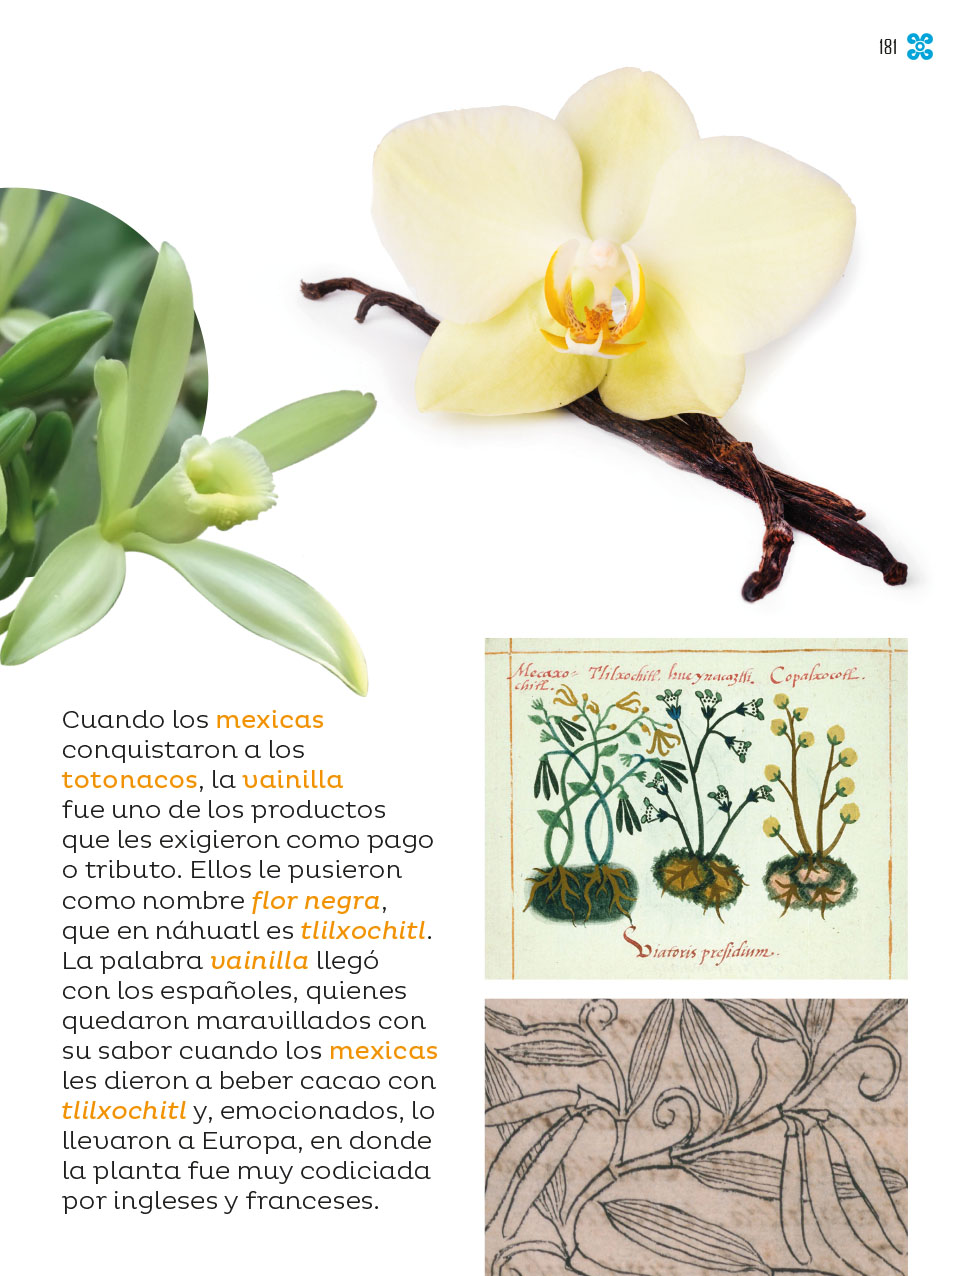 181
Mecaxo= Tlilxochitl. hueynacaztli. Copalxocotl.
chitl.
Viatoris presidium.
Cuando los mexicas
conquistaron a los
totonacos, la vainilla
fue uno de los productos
que les exigieron como pago
o tributo. Ellos le pusieron
como nombre flor negra,
que en náhuatl es tlilxochitl.
La palabra vainilla llegó
con los españoles, quienes
quedaron maravillados con
su sabor cuando los mexicas
les dieron a beber cacao con
tlilxochitl y, emocionados, lo
llevaron a Europa, en donde
la planta fue muy codiciada
por ingleses y franceses.